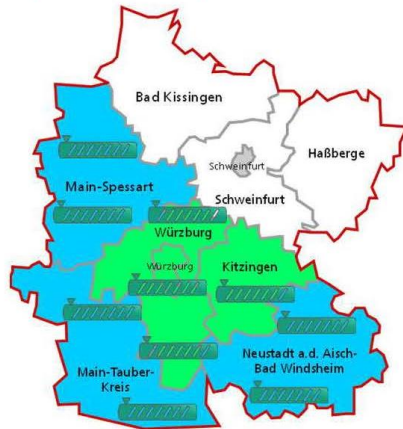 Bad Kissingen
Haßberge
Schweinfurt
Main-Spessart
Schweinfurt
Würzburg
Würzburg
Kitzingen
Main-Tauber-
Kreis
Neustadt a.d. Aisch-
Bad Windsheim